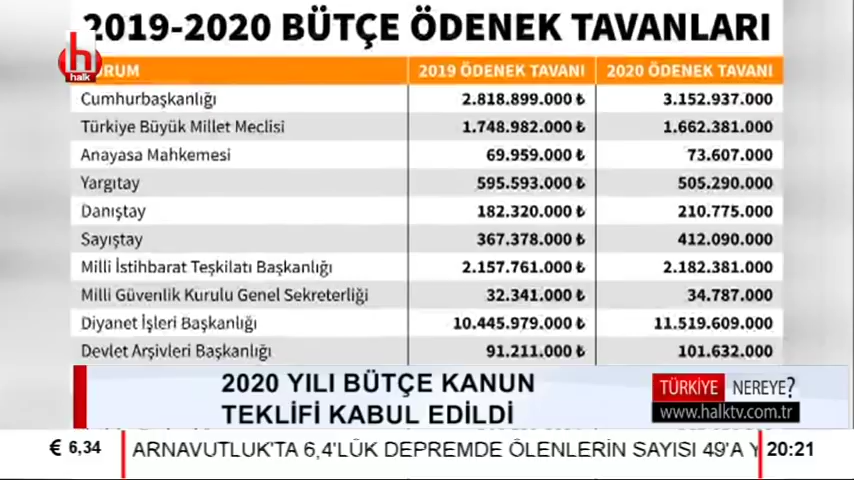 2019-2020 BÜTÇE ÖDENEK TAVANLARI
halk
KURUM 2019 ÖDENEK TAVANI 2020 ÖDENEK TAVANI
Cumhurbaşkanlığı 2.818.899.000 ₺ 3.152.937.000
Türkiye Büyük Millet Meclisi 1.748.982.000 ₺ 1.662.381.000
Anayasa Mahkemesi 69.959.000 ₺ 73.607.000
Yargıtay 595.593.000 ₺ 505.290.000
Danıştay 182.320.000 ₺ 210.775.000
Sayıştay 367.378.000 ₺ 412.090.000
Milli İstihbarat Teşkilatı Başkanlığı 2.157.761.000 ₺ 2.182.381.000
Milli Güvenlik Kurulu Genel Sekreterliği 32.341.000 ₺ 34.787.000
Diyanet İşleri Başkanlığı 10.445.979.000 ₺ 11.519.609.000
Devlet Arşivleri Başkanlığı 91.211.000 ₺ 101.632.000
2020 YILI BÜTÇE KANUN
TEKLİFİ KABUL EDİLDİ
TÜRKİYE NEREYE?
www.halktv.com.tr
€ 6,34 ARNAVUTLUK'TA 6,4'LÜK DEPREMDE ÖLENLERİN SAYISI 49'A Y 20:21